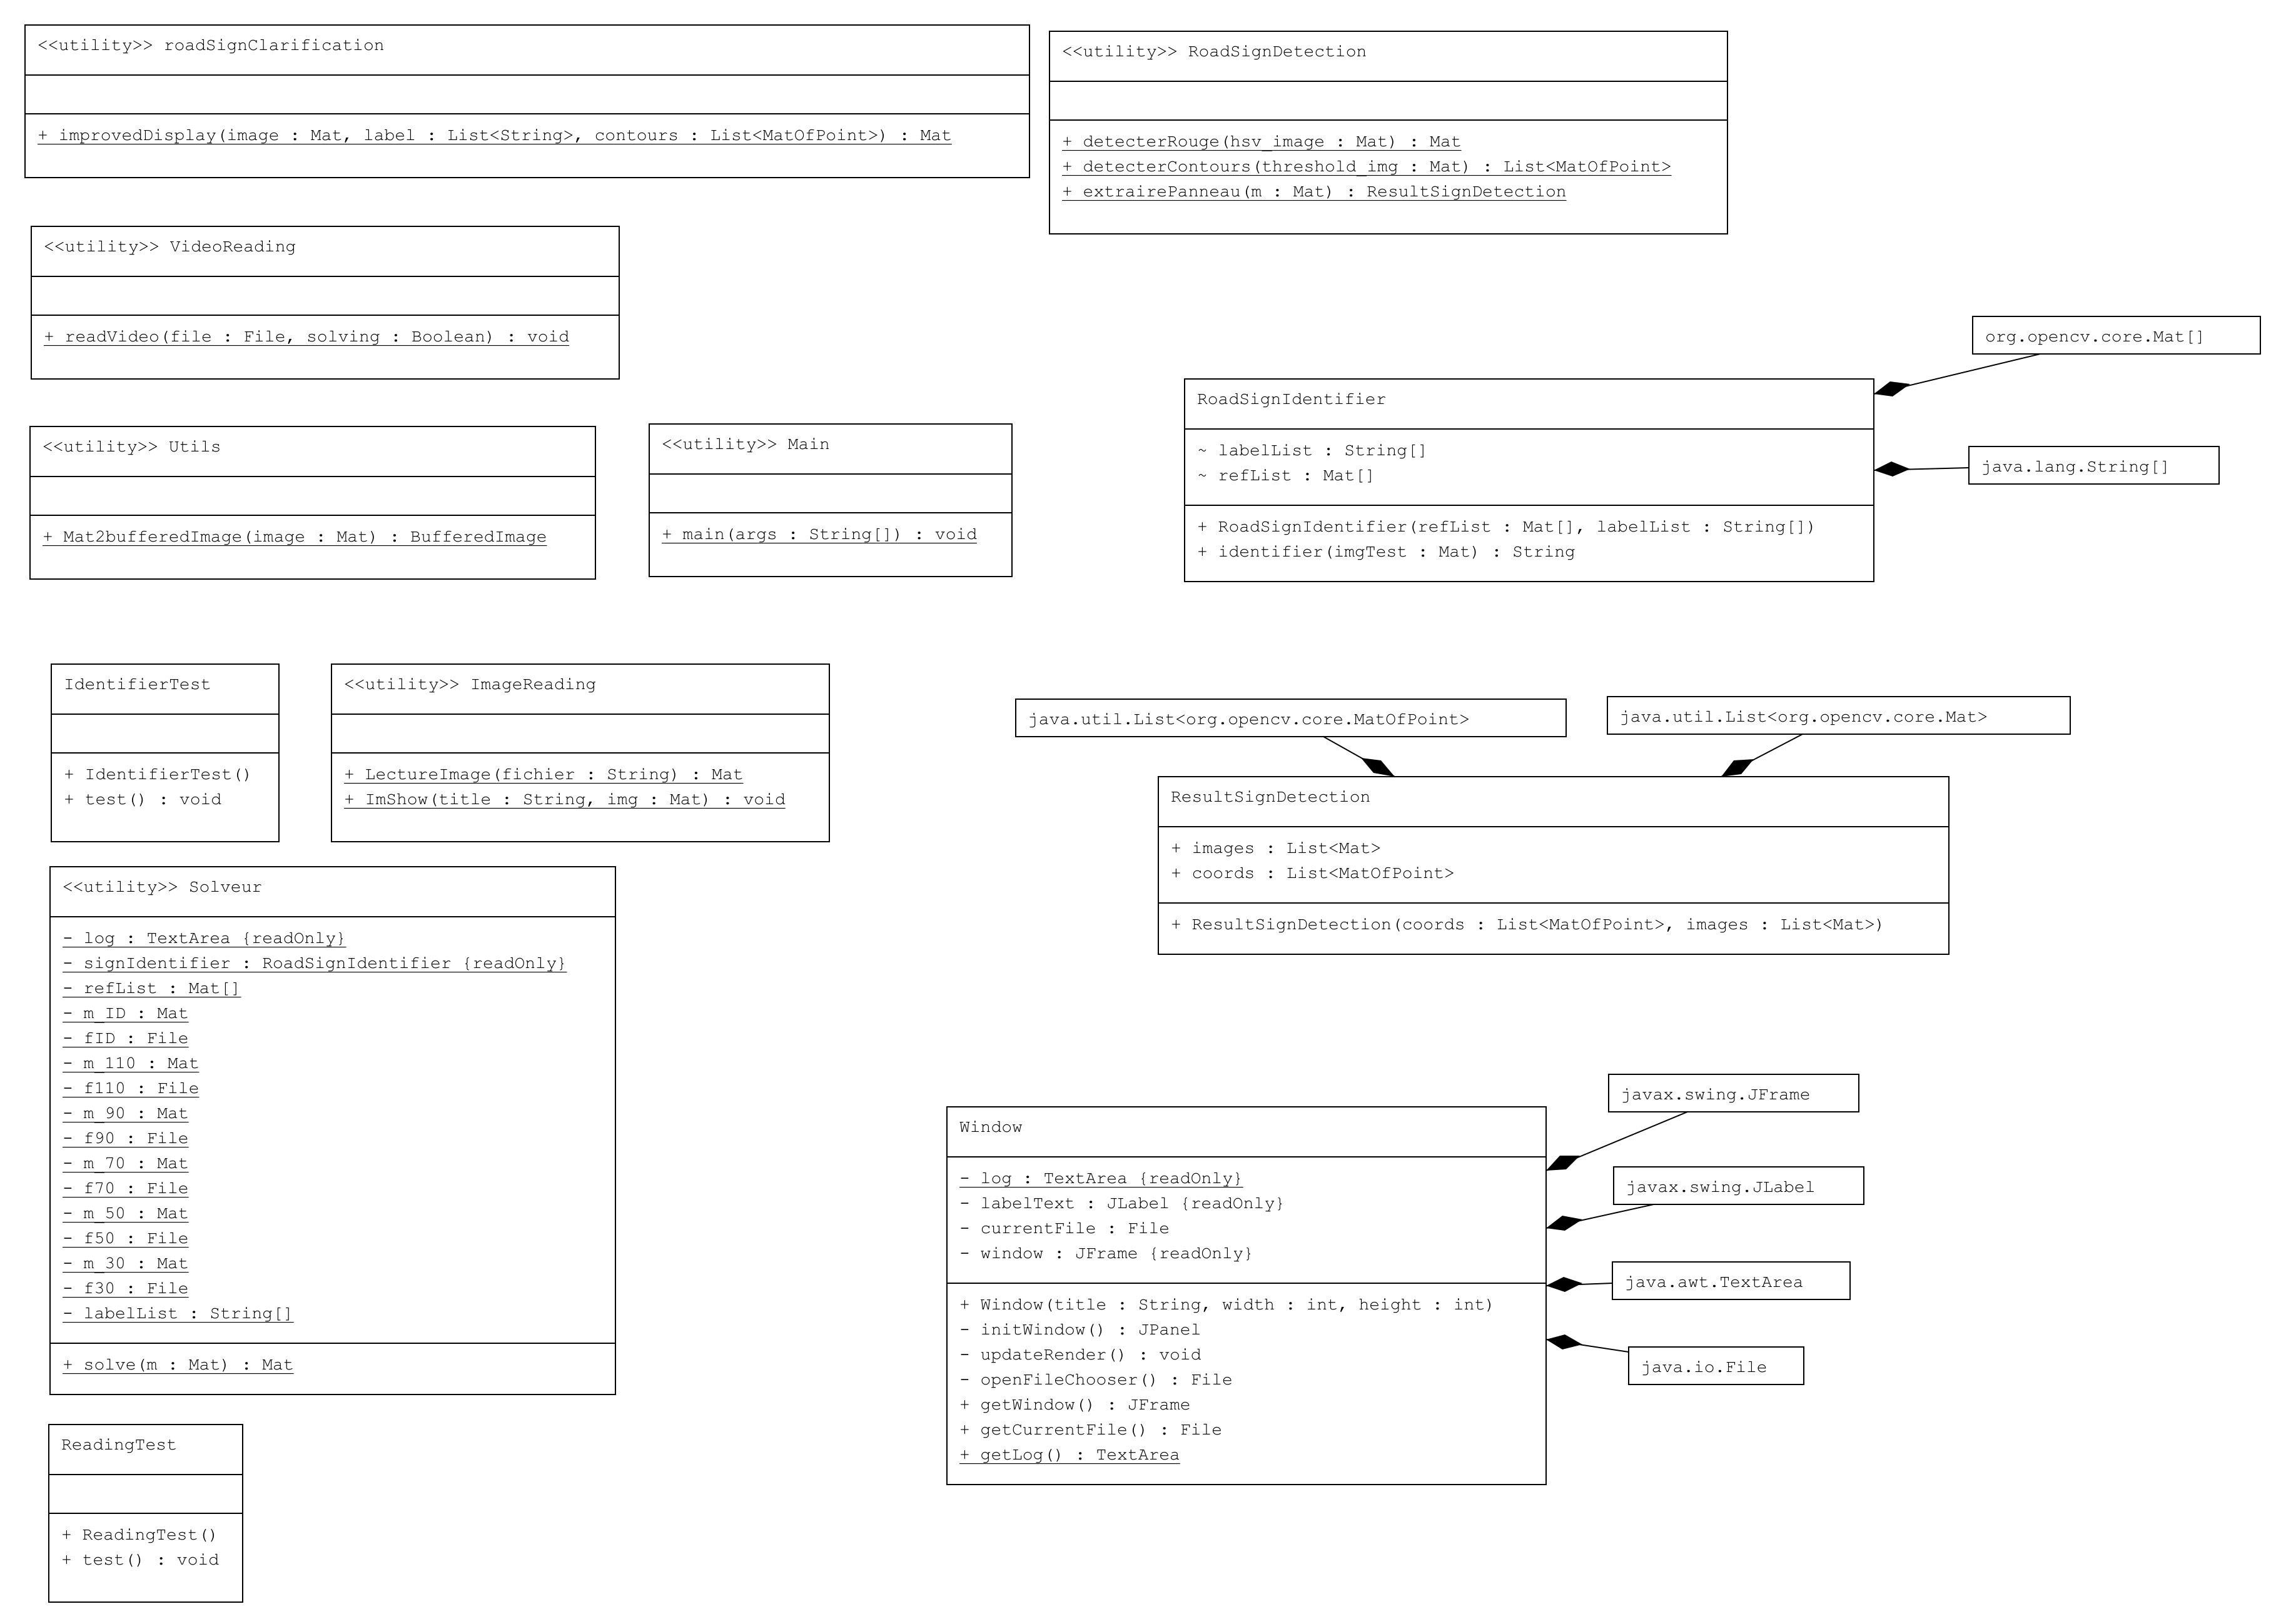 <<utility>> roadSignClarification
+ improvedDisplay(image : Mat, label : List<String>, contours : List<MatOfPoint>) : Mat
<<utility>> RoadSignDetection
+ detecterRouge(hsv_image : Mat) : Mat
+ detecterContours(threshold_img : Mat) : List<MatOfPoint>
+ extrairePanneau(m : Mat) : ResultSignDetection
<<utility>> VideoReading
+ readVideo(file : File, solving : Boolean) : void
org.opencv.core.Mat[]
RoadSignIdentifier
~ labelList : String[]
~ refList : Mat[]
+ RoadSignIdentifier(refList : Mat[], labelList : String[])
+ identifier(imgTest : Mat) : String
java.lang.String[]
<<utility>> Utils
+ Mat2bufferedImage(image : Mat) : BufferedImage
<<utility>> Main
+ main(args : String[]) : void
IdentifierTest
+ IdentifierTest()
+ test() : void
<<utility>> ImageReading
+ LectureImage(fichier : String) : Mat
+ ImShow(title : String, img : Mat) : void
java.util.List<org.opencv.core.MatOfPoint>
java.util.List<org.opencv.core.Mat>
ResultSignDetection
+ images : List<Mat>
+ coords : List<MatOfPoint>
+ ResultSignDetection(coords : List<MatOfPoint>, images : List<Mat>)
<<utility>> Solveur
- log : TextArea {readOnly}
- signIdentifier : RoadSignIdentifier {readOnly}
- refList : Mat[]
- m_ID : Mat
- fID : File
- m_110 : Mat
- f110 : File
- m_90 : Mat
- f90 : File
- m_70 : Mat
- f70 : File
- m_50 : Mat
- f50 : File
- m_30 : Mat
- f30 : File
- labelList : String[]
+ solve(m : Mat) : Mat
Window
- log : TextArea {readOnly}
- labelText : JLabel {readOnly}
- currentFile : File
- window : JFrame {readOnly}
+ Window(title : String, width : int, height : int)
- initWindow() : JPanel
- updateRender() : void
- openFileChooser() : File
+ getWindow() : JFrame
+ getCurrentFile() : File
+ getLog() : TextArea
javax.swing.JFrame
javax.swing.JLabel
java.awt.TextArea
java.io.File
ReadingTest
+ ReadingTest()
+ test() : void